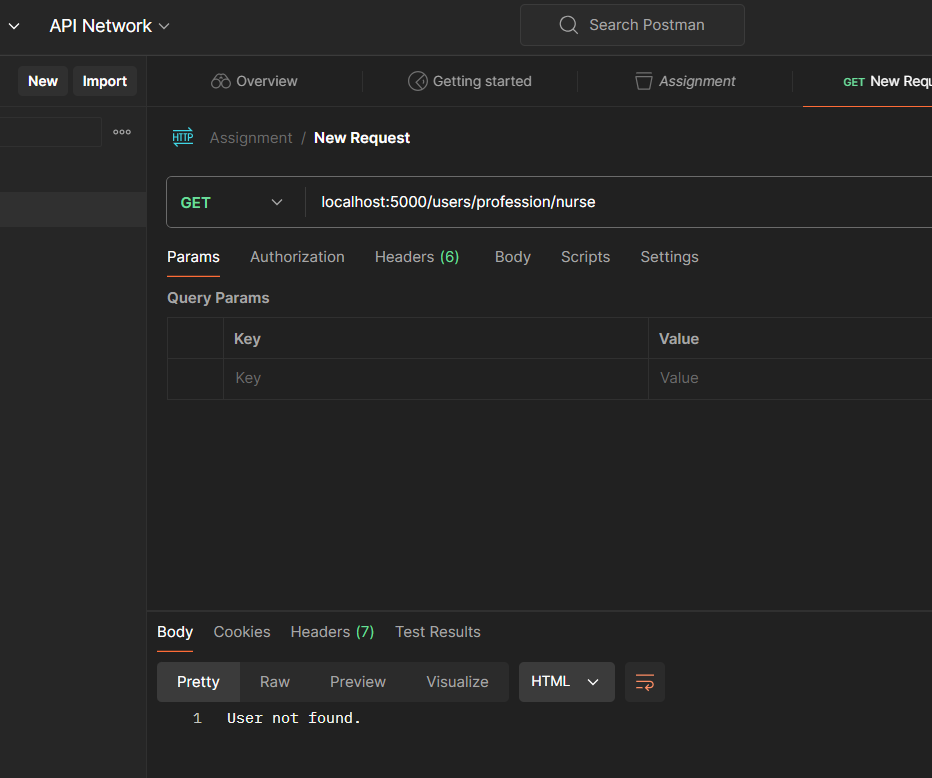 API Network
Search Postman
New
Import
Overview
Getting started
Assignment
GET New Requ
HTTP Assignment / New Request
GET
localhost:5000/users/profession/nurse
Params
Authorization
Headers (6)
Body
Scripts
Settings
Query Params
Key
Value
Key
Value
Body
Cookies
Headers (7)
Test Results
Pretty
Raw
Preview
Visualize
HTML
1 User not found.